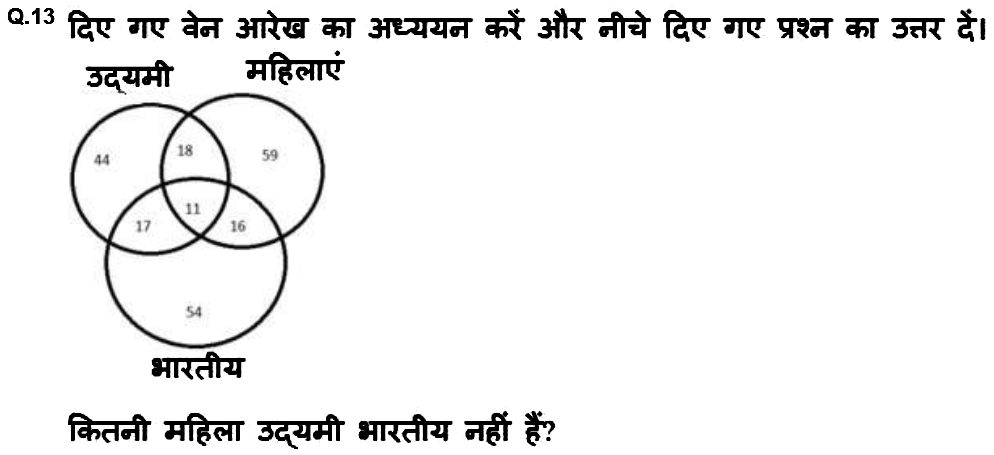 Q.13 दिए गए वेन आरेख का अध्ययन करें और नीचे दिए गए प्रश्न का उत्तर दें।
उद्यमी महिलाएं
44 18 59
11
17 16
54
भारतीय
कितनी महिला उद्यमी भारतीय नहीं हैं?